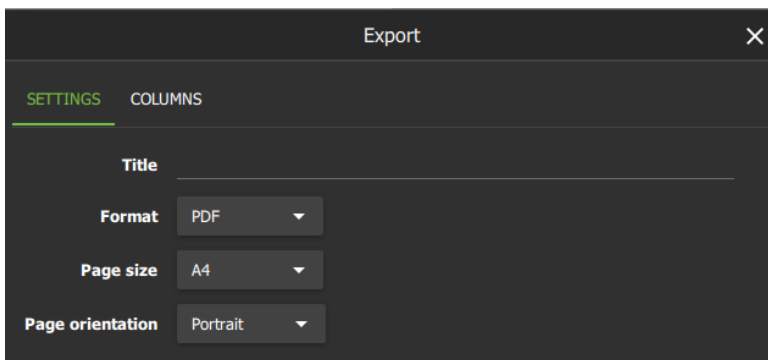 Export
SETTINGS COLUMNS
Title
Format PDF
Page size A4
Page orientation Portrait